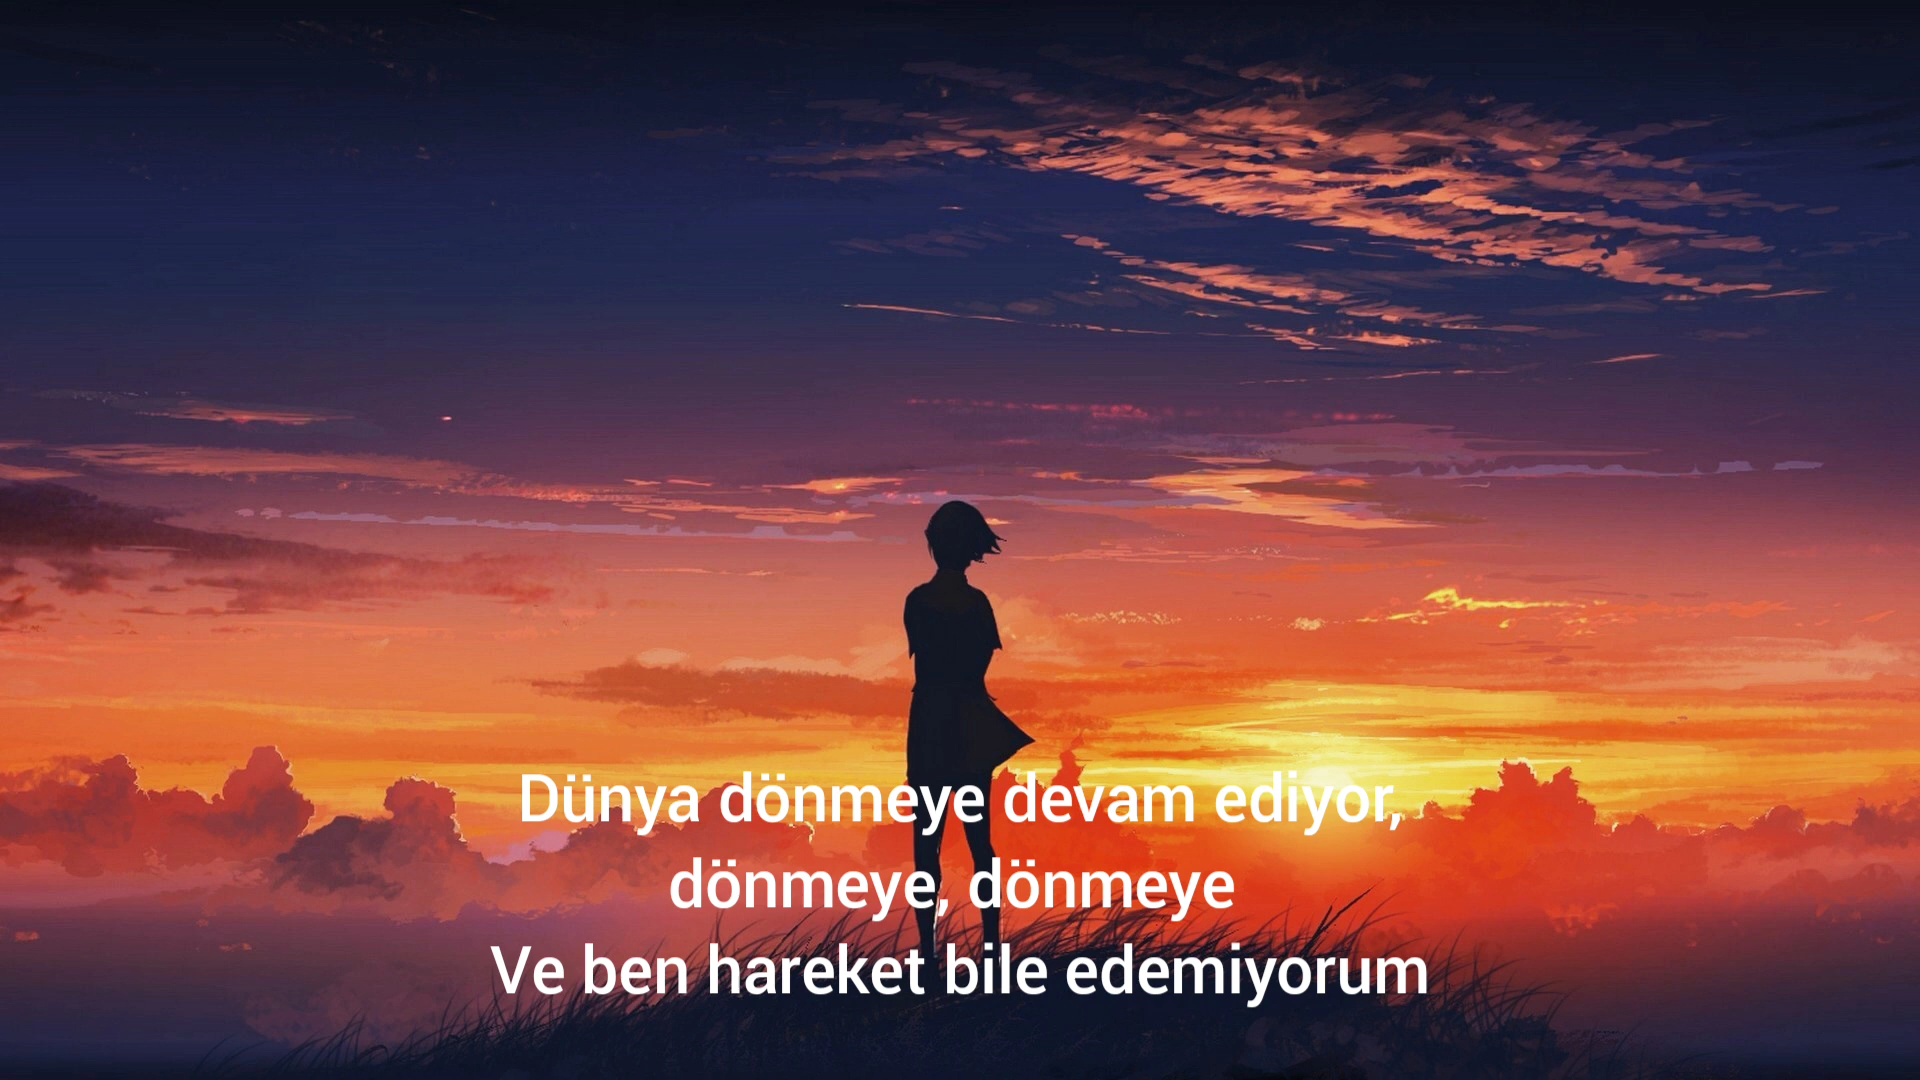 Dünya dönmeye devam ediyor,
dönmeye, dönmeye
Ve ben hareket bile edemiyorum